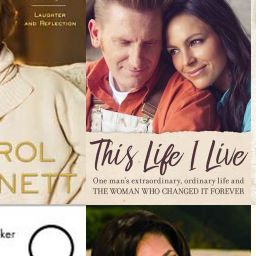 LAUGHTER
AND REFLECTION
ROL
NETT
This Life I Live
One man's extraordinary, ordinary life and
THE WOMAN WHO CHANGED IT FOREVER
ker